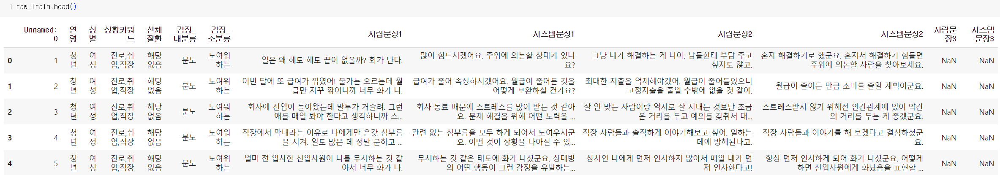 1 raw_Train.head()
Unnamed: 0 연령 성별 상황키워드 신체질환 감정_대분류 감정_소분류 사람문장1 시스템문장1 사람문장2 시스템문장2 사람문장3 시스템문장3
0 1 청년 여성 진로,취업,직장 해당없음 분노 노여워하는 일은 왜 해도 해도 끝이 없을까? 화가 난다. 많이 힘드시겠어요. 주위에 의논할 상대가 있나요? 그냥 내가 해결하는 게 나아. 남들한테 부담 주고 싶지도 않고. 혼자 해결하기로 했군요. 혼자서 해결하기 힘들면 주위에 의논할 사람을 찾아보세요. NaN NaN
1 2 청년 여성 진로,취업,직장 해당없음 분노 노여워하는 이번 달에 또 급여가 깎였어! 물가는 오르는데 월급만 자꾸 깎이니까 너무 화가 나. 급여가 줄어 속상하시겠어요. 월급이 줄어든 것을 어떻게 보완하실 건가요? 최대한 지출을 억제해야겠어. 월급이 줄어들었으니 고정지출을 줄일 수밖에 없을 것 같아. 월급이 줄어든 만큼 소비를 줄일 계획이군요. NaN NaN
2 3 청년 여성 진로,취업,직장 해당없음 분노 노여워하는 회사에 신입이 들어왔는데 말투가 거슬려. 그런 애를 매일 봐야 한다고 생각하니까 스... 회사 동료 때문에 스트레스를 많이 받는 것 같아요. 문제 해결을 위해 어떤 노력을 ... 잘 안 맞는 사람이랑 억지로 잘 지내는 것보단 조금은 거리를 두고 예의를 갖춰서 대... 스트레스받지 않기 위해선 인간관계에 있어 약간의 거리를 두는 게 좋겠군요. NaN NaN
3 4 청년 여성 진로,취업,직장 해당없음 분노 노여워하는 직장에서 막내라는 이유로 나에게만 온갖 심부름을 시켜. 일도 많은 데 정말 분하고 ... 관련 없는 심부름을 모두 하게 되어서 노여우시군요. 어떤 것이 상황을 나아질 수 있... 직장 사람들과 솔직하게 이야기해보고 싶어. 일하는 데에 방해된다고. 직장 사람들과 이야기를 해 보겠다고 결심하셨군요. NaN NaN
4 5 청년 여성 진로,취업,직장 해당없음 분노 노여워하는 얼마 전 입사한 신입사원이 나를 무시하는 것 같아서 너무 화가 나. 무시하는 것 같은 태도에 화가 나셨군요. 상대방의 어떤 행동이 그런 감정을 유발하는... 상사인 나에게 먼저 인사하지 않아서 매일 내가 먼저 인사한다고! 항상 먼저 인사하게 되어 화가 나셨군요. 어떻게 하면 신입사원에게 화났음을 표현할 ... NaN NaN